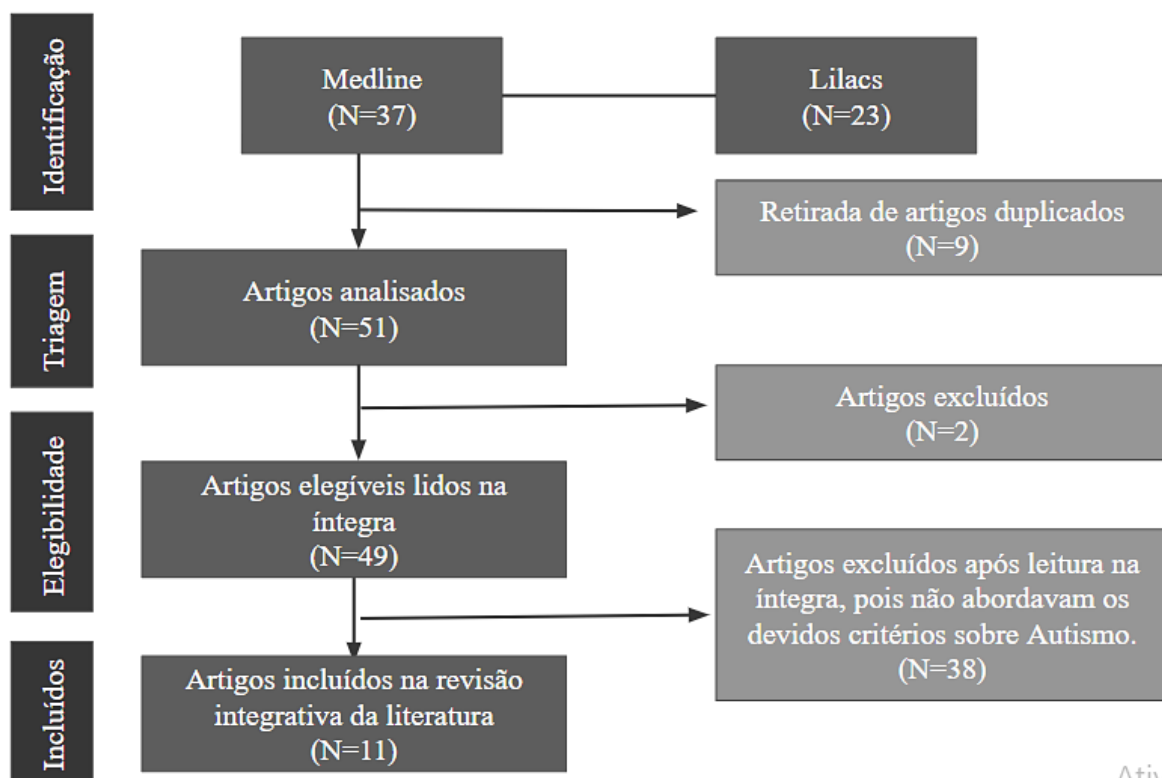 Identificação
Medline
(N=37)
Lilacs
(N=23)
Retirada de artigos duplicados
(N=9)
Triagem
Artigos analisados
(N=51)
Artigos excluídos
(N=2)
Elegibilidade
Artigos elegíveis lidos na
íntegra
(N=49)
Artigos excluídos após leitura na
íntegra, pois não abordavam os
devidos critérios sobre Autismo.
(N=38)
Incluídos
Artigos incluídos na revisão
integrativa da literatura
(N=11)
Ativ